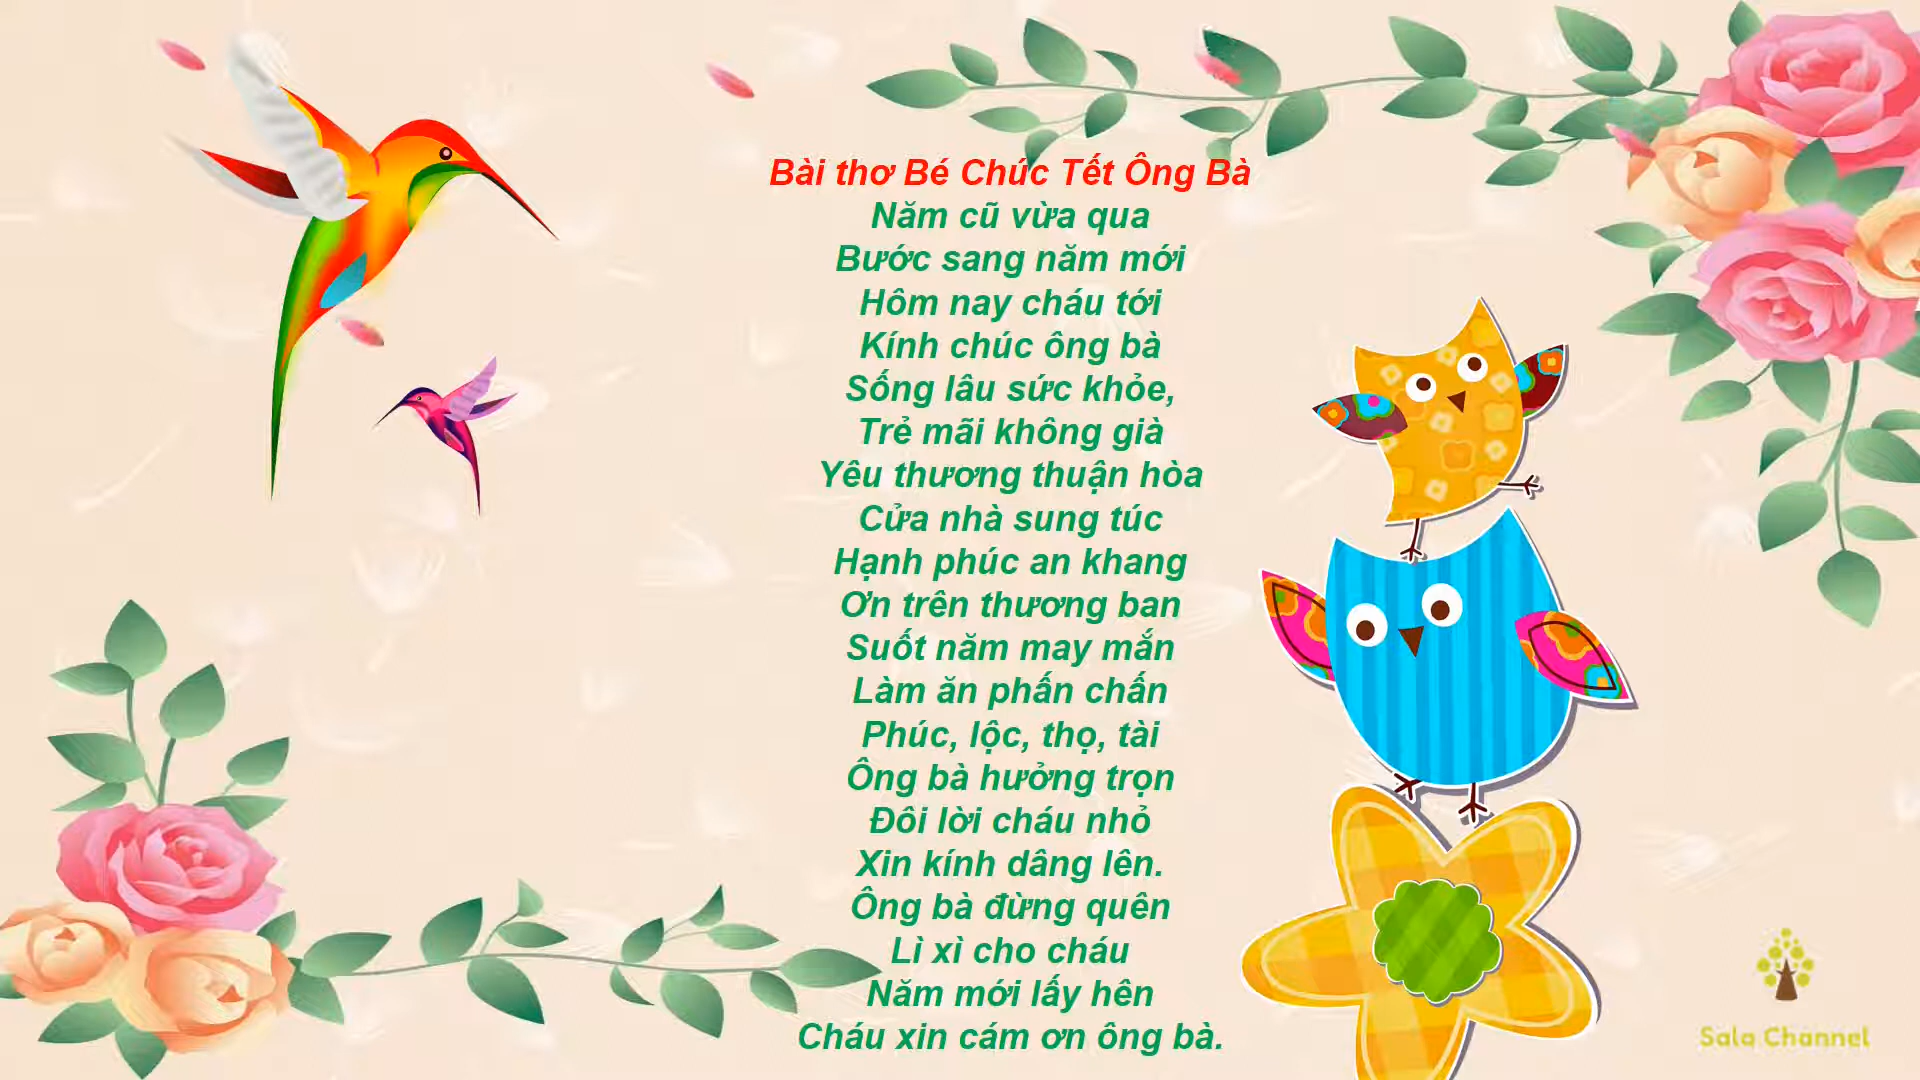 Bài thơ Bé Chúc Tết Ông Bà
Năm cũ vừa qua
Bước sang năm mới
Hôm nay cháu tới
Kính chúc ông bà
Sống lâu sức khỏe,
Trẻ mãi không già
Yêu thương thuận hòa
Cửa nhà sung túc
Hạnh phúc an khang
Ơn trên thương ban
Suốt năm may mắn
Làm ăn phấn chấn
Phúc, lộc, thọ, tài
Ông bà hưởng trọn
Đôi lời cháu nhỏ
Xin kính dâng lên.
Ông bà đừng quên
Lì xì cho cháu
Năm mới lấy hên
Cháu xin cám ơn ông bà.
Sala Channel